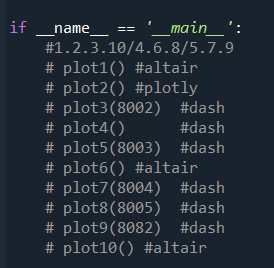 if __name__ == '__main__':
#1.2.3.10/4.6.8/5.7.9
# plot1() #altair
# plot2() #plotly
# plot3(8002) #dash
# plot4() #dash
# plot5(8003) #dash
# plot6() #altair
# plot7(8004) #dash
# plot8(8005) #dash
# plot9(8082) #dash
# plot10() #altair